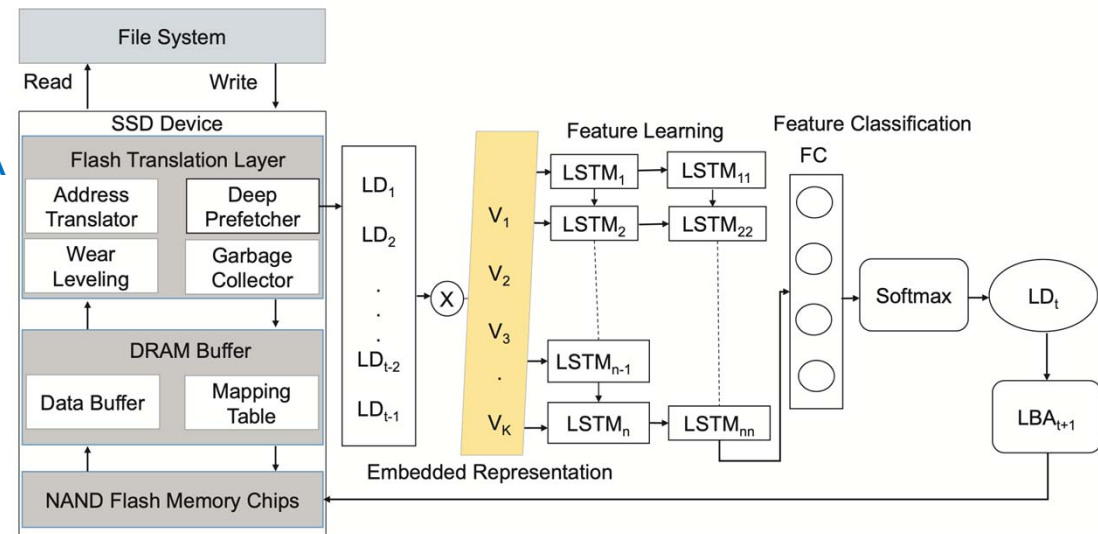 File System
Read
Write
SSD Device
A
Flash Translation Layer
Address
Translator
Deep
Prefetcher
Wear
Leveling
Garbage
Collector
DRAM Buffer
Data Buffer
Mapping
Table
NAND Flash Memory Chips
LD₁
LD₂
.
.
.
LDₜ₋₂
LDₜ₋₁
X
V₁
V₂
V₃
.
V_K
Embedded Representation
Feature Learning
LSTM₁
LSTM₁₁
LSTM₂
LSTM₂₂
LSTMₙ₋₁
LSTMₙ
LSTMₙₙ
Feature Classification
FC
Softmax
LDₜ
LBAₜ₊₁